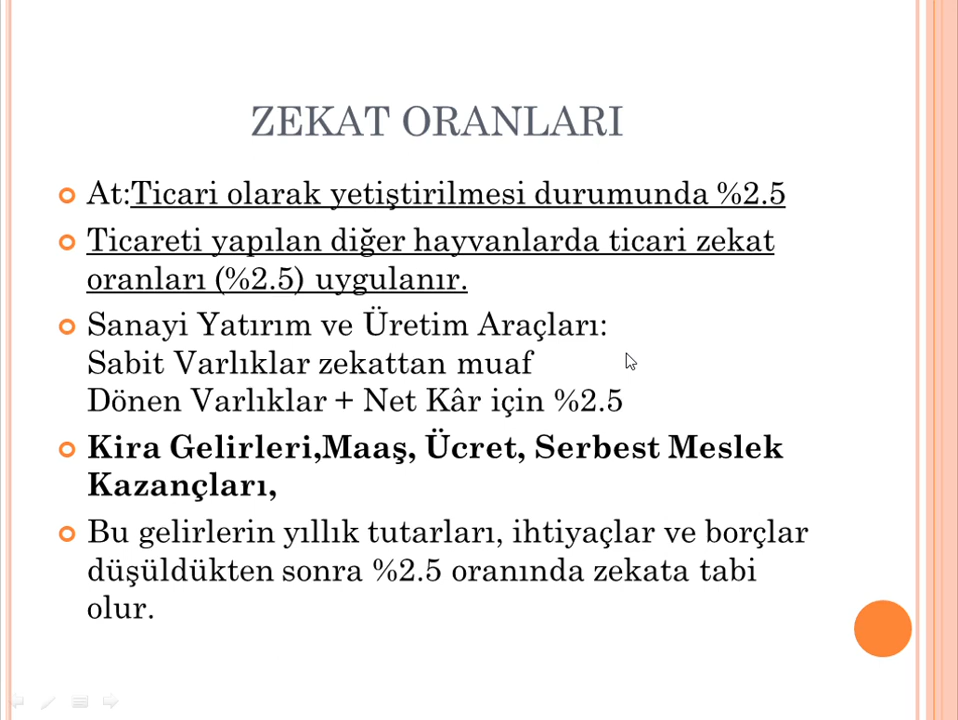 ZEKAT ORANLARI
At:Ticari olarak yetiştirilmesi durumunda %2.5
Ticareti yapılan diğer hayvanlarda ticari zekat
oranları (%2.5) uygulanır.
Sanayi Yatırım ve Üretim Araçları:
Sabit Varlıklar zekattan muaf
Dönen Varlıklar + Net Kâr için %2.5
Kira Gelirleri,Maaş, Ücret, Serbest Meslek
Kazançları,
Bu gelirlerin yıllık tutarları, ihtiyaçlar ve borçlar
düşüldükten sonra %2.5 oranında zekata tabi
olur.